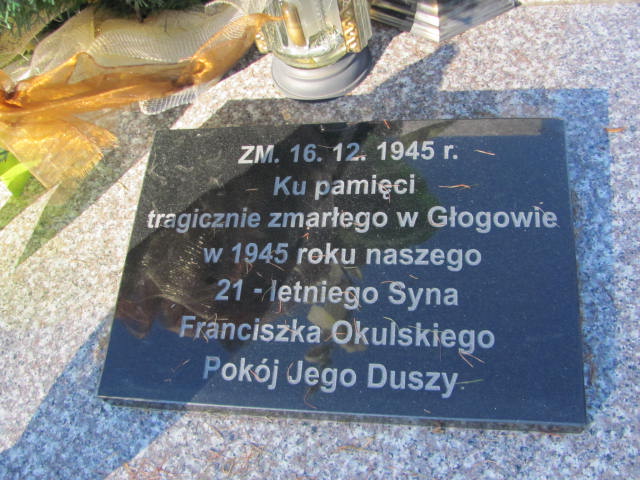 ZM. 16. 12. 1945 r.
Ku pamięci
tragicznie zmarłego w Głogowie
w 1945 roku naszego
21 - letniego Syna
Franciszka Okulskiego
Pokój Jego Duszy